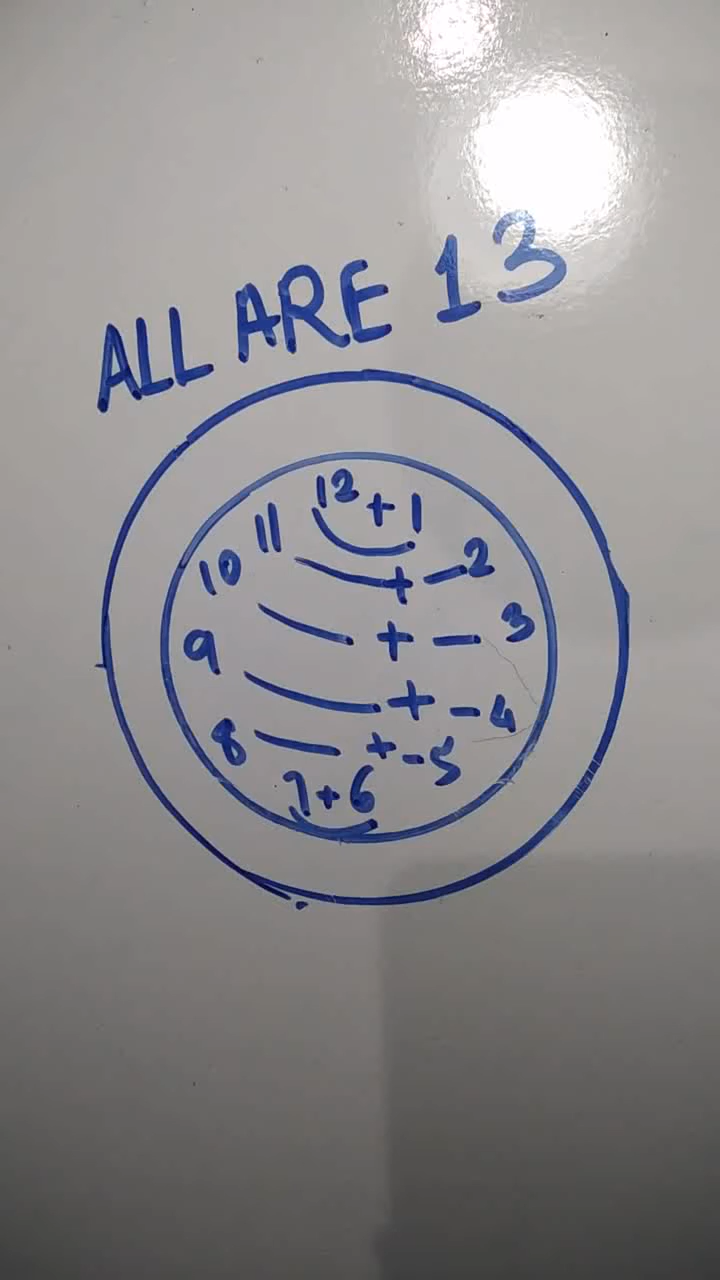 ALL ARE 13
12 + 1
11 + - 2
10 - + - 3
9 - + - 4
8 - + - 5
7 + 6